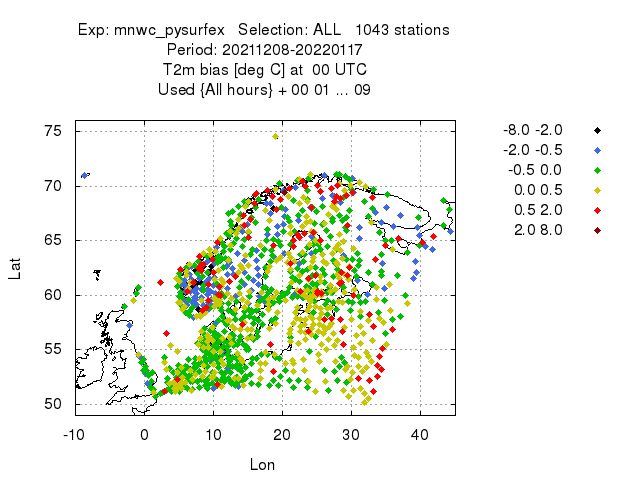 Exp: mnwc_pysurfex   Selection: ALL   1043 stations
Period: 20211208-20220117
T2m bias [deg C] at  00 UTC
Used {All hours} + 00 01 ... 09
75
70
65
60
55
50
Lat
-10 0 10 20 30 40
Lon
-8.0 -2.0
-2.0 -0.5
-0.5 0.0
0.0 0.5
0.5 2.0
2.0 8.0